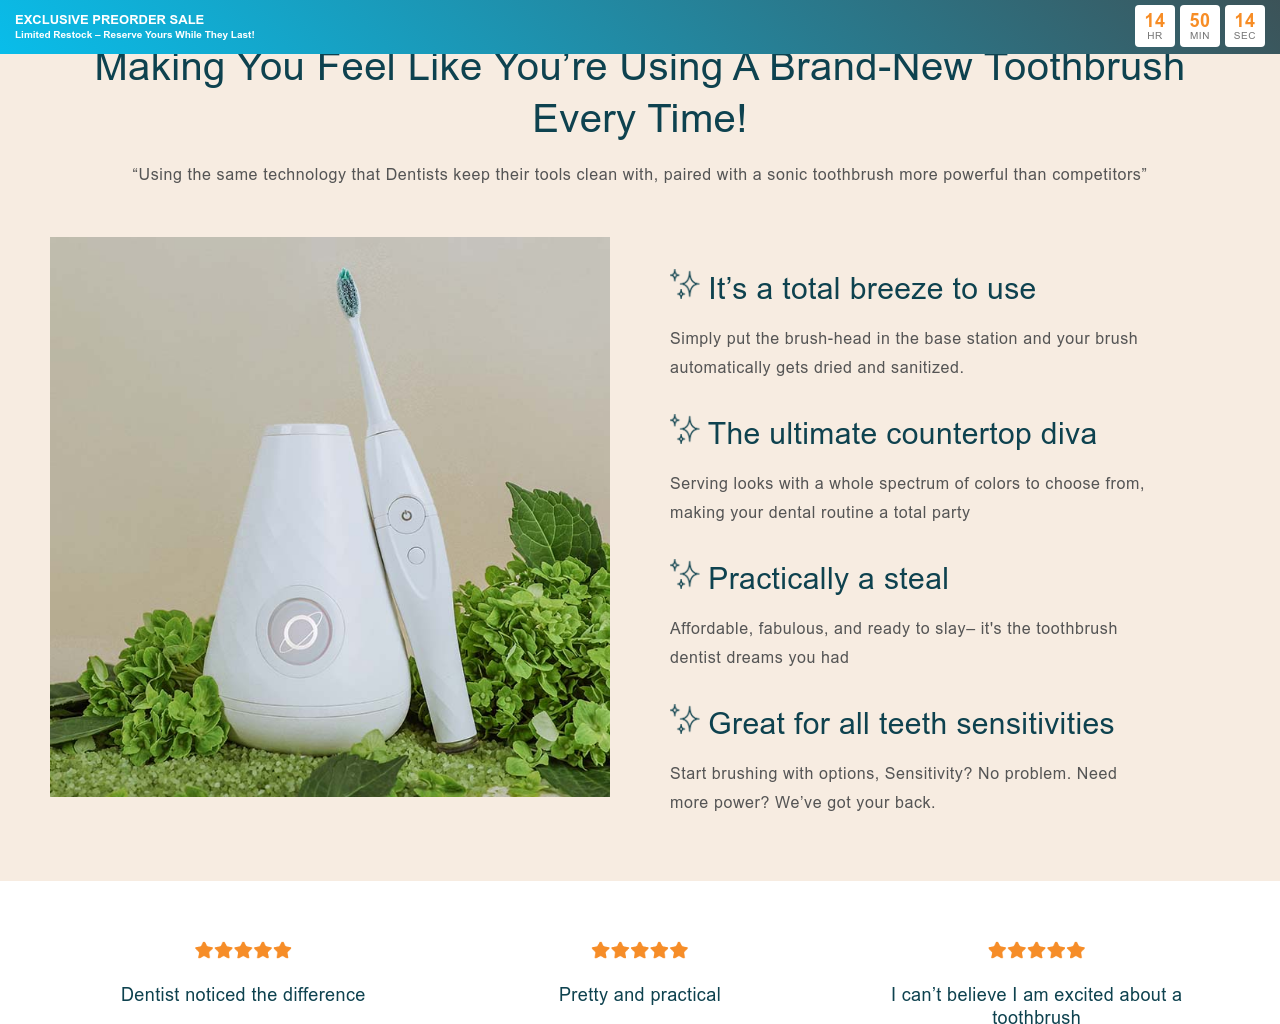 EXCLUSIVE PREORDER SALE
Limited Restock – Reserve Yours While They Last!
14 HR 50 MIN 14 SEC
Making You Feel Like You’re Using A Brand-New Toothbrush
Every Time!
“Using the same technology that Dentists keep their tools clean with, paired with a sonic toothbrush more powerful than competitors”
It’s a total breeze to use
Simply put the brush-head in the base station and your brush
automatically gets dried and sanitized.
The ultimate countertop diva
Serving looks with a whole spectrum of colors to choose from,
making your dental routine a total party
Practically a steal
Affordable, fabulous, and ready to slay– it's the toothbrush
dentist dreams you had
Great for all teeth sensitivities
Start brushing with options, Sensitivity? No problem. Need
more power? We’ve got your back.
Dentist noticed the difference
Pretty and practical
I can’t believe I am excited about a
toothbrush